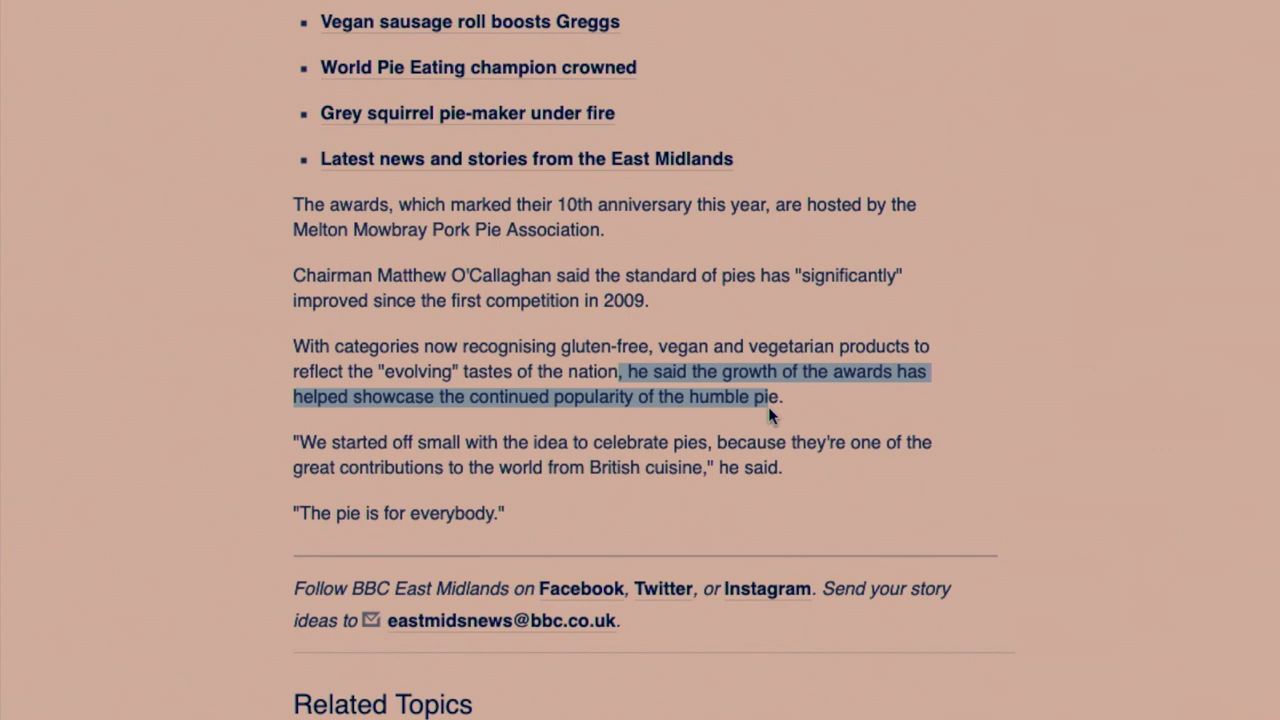 Vegan sausage roll boosts Greggs
World Pie Eating champion crowned
Grey squirrel pie-maker under fire
Latest news and stories from the East Midlands
The awards, which marked their 10th anniversary this year, are hosted by the
Melton Mowbray Pork Pie Association.
Chairman Matthew O'Callaghan said the standard of pies has "significantly"
improved since the first competition in 2009.
With categories now recognising gluten-free, vegan and vegetarian products to
reflect the "evolving" tastes of the nation, he said the growth of the awards has
helped showcase the continued popularity of the humble pie.
"We started off small with the idea to celebrate pies, because they're one of the
great contributions to the world from British cuisine," he said.
"The pie is for everybody."
Follow BBC East Midlands on Facebook, Twitter, or Instagram. Send your story
ideas to eastmidsnews@bbc.co.uk.
Related Topics